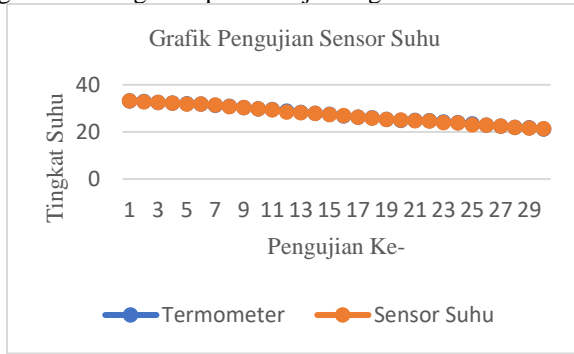 Grafik Pengujian Sensor Suhu
Tingkat Suhu
40
20
0
1 3 5 7 9 11 13 15 17 19 21 23 25 27 29
Pengujian Ke-
Termometer Sensor Suhu